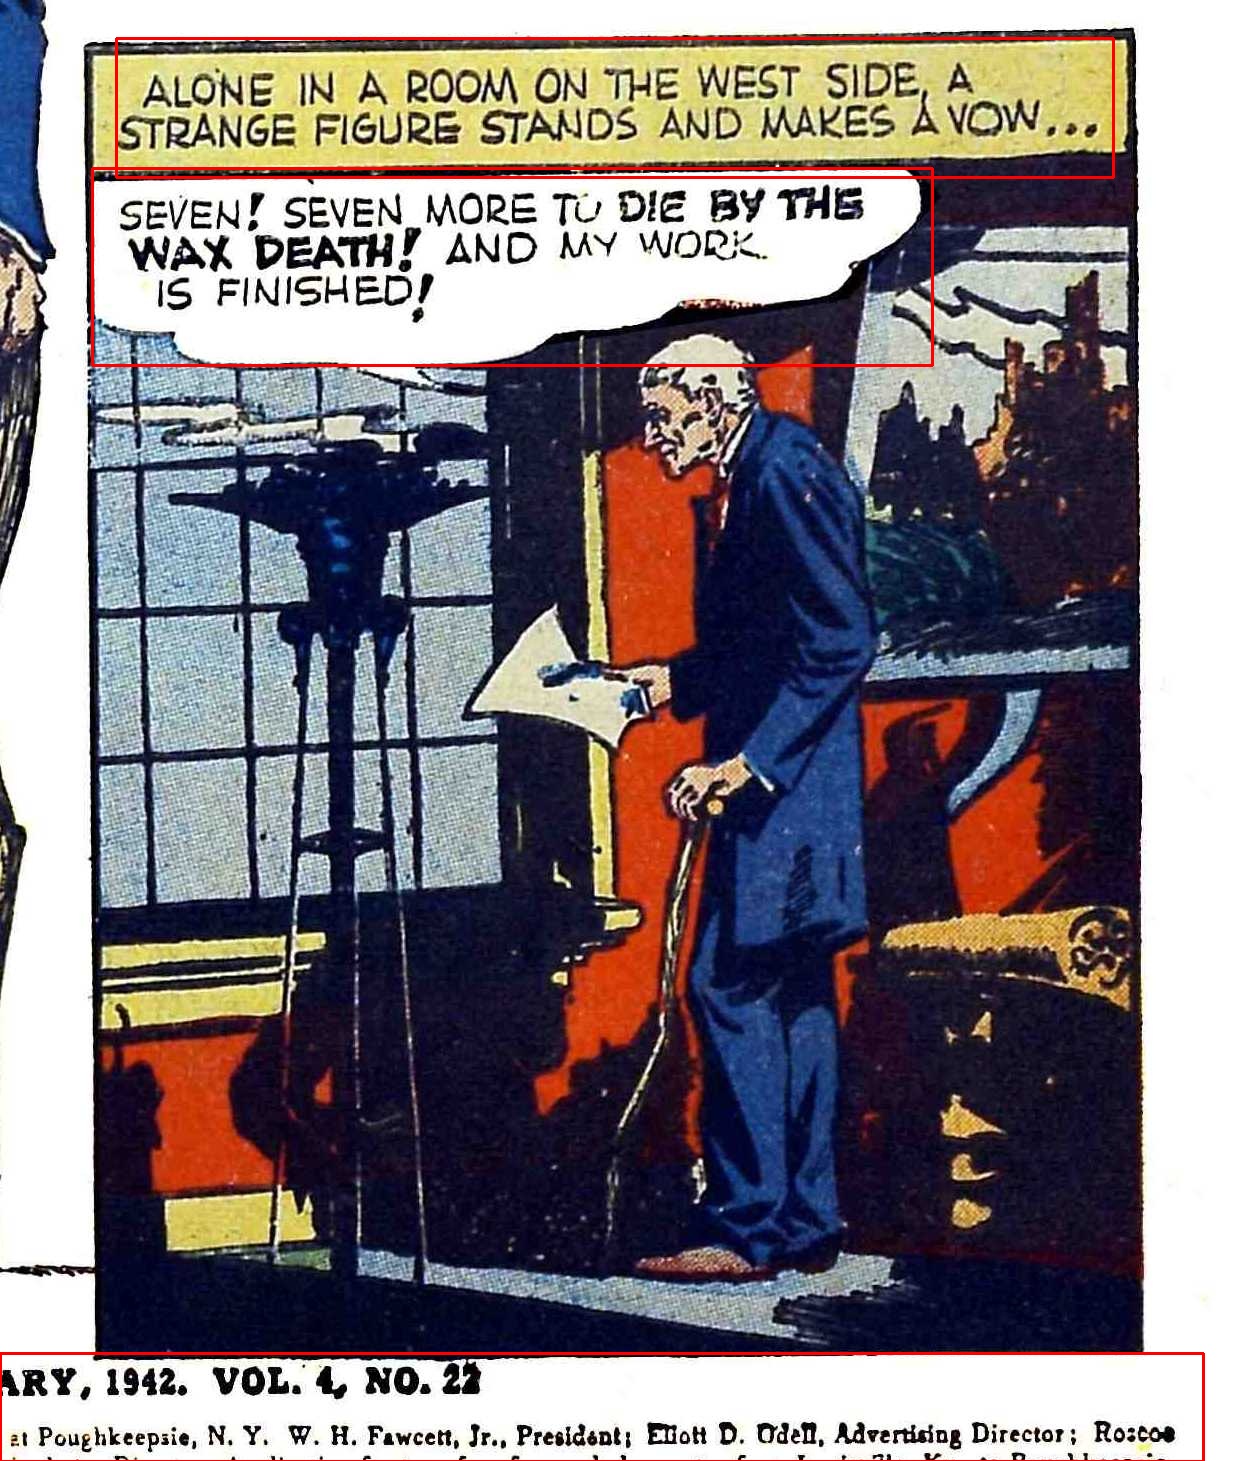 ALONE IN A ROOM ON THE WEST SIDE, A
STRANGE FIGURE STANDS AND MAKES A VOW...
SEVEN! SEVEN MORE TO DIE BY THE
WAX DEATH! AND MY WORK
IS FINISHED!
ARY, 1942. VOL. 4, NO. 22
at Poughkeepsie, N. Y. W. H. Fawcett, Jr., President; Elliott D. Odell, Advertising Director; Roscoe